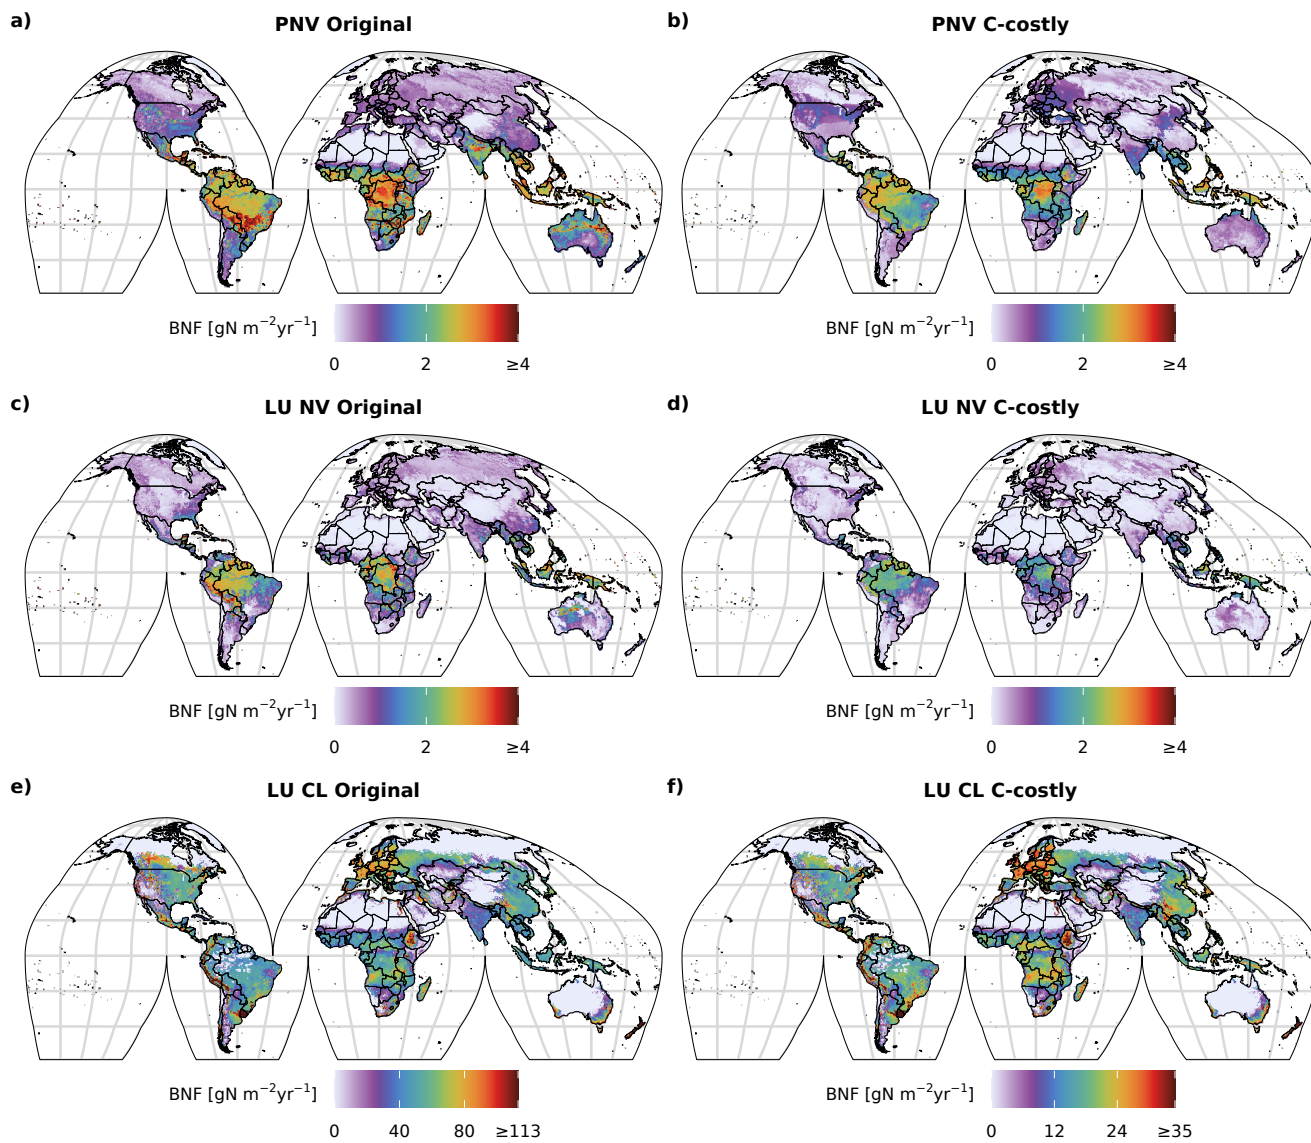 a) PNV Original
b) PNV C-costly
BNF [gN m⁻²yr⁻¹]
0 2 ≥4
BNF [gN m⁻²yr⁻¹]
0 2 ≥4
c) LU NV Original
d) LU NV C-costly
BNF [gN m⁻²yr⁻¹]
0 2 ≥4
BNF [gN m⁻²yr⁻¹]
0 2 ≥4
e) LU CL Original
f) LU CL C-costly
BNF [gN m⁻²yr⁻¹]
0 40 80 ≥113
BNF [gN m⁻²yr⁻¹]
0 12 24 ≥35